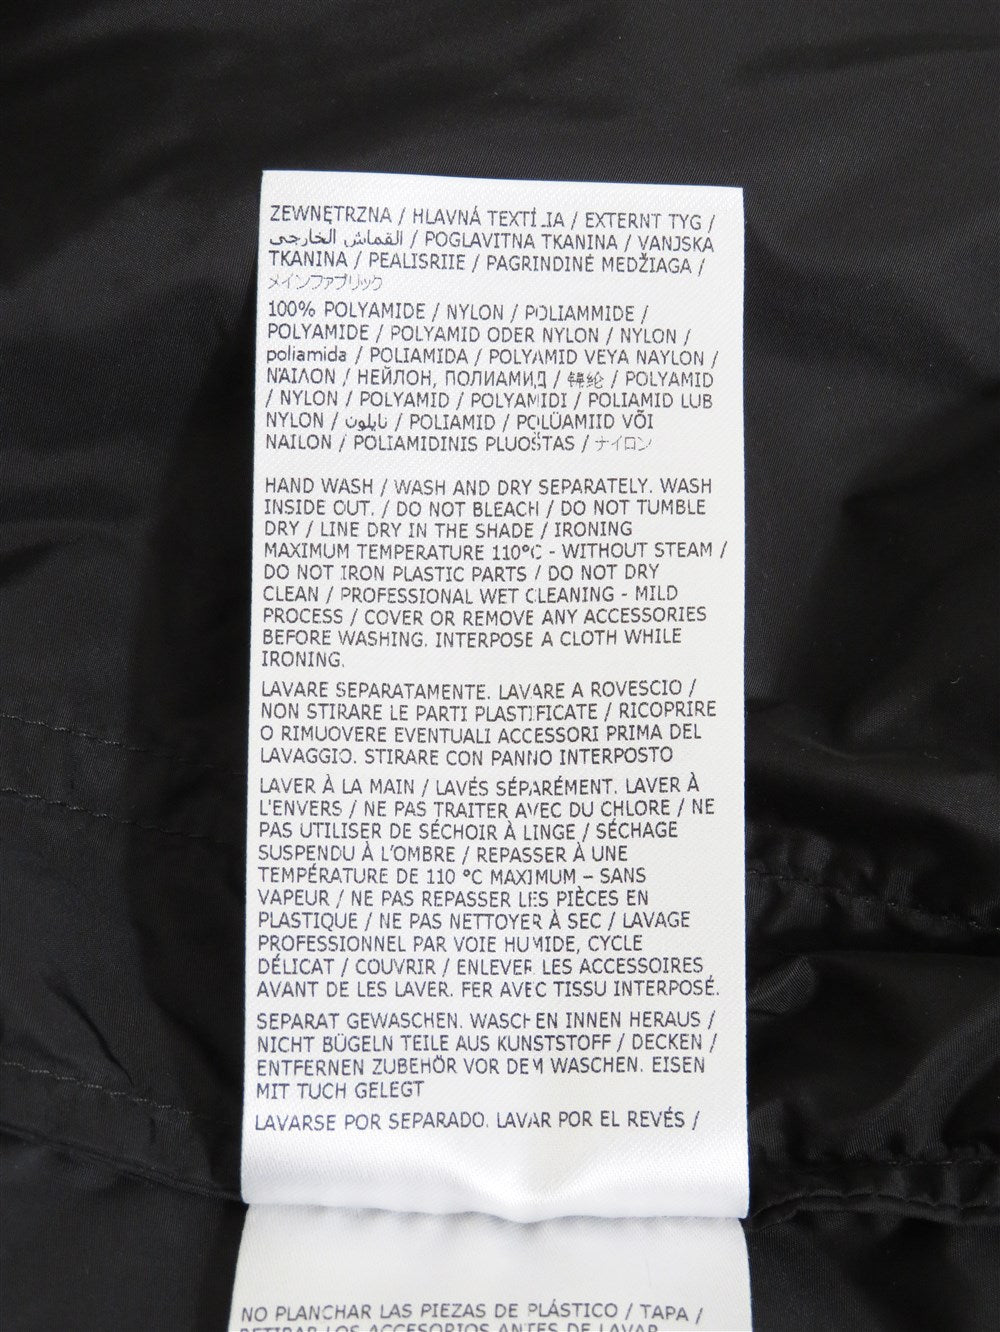 ZEWNĘTRZNA / HLAVNÁ TEXTÍLIA / EXTERNT TYG /
القماش الخارجي / POGLAVITNA TKANINA / VANJSKA
TKANINA / PEALISRIIE / PAGRINDINĖ MEDŽIAGA /
メインファブリック
100% POLYAMIDE / NYLON / POLIAMMIDE /
POLYAMIDE / POLYAMID ODER NYLON / NYLON /
poliamida / POLIAMIDA / POLYAMID VEYA NAYLON /
ΝΆΙΛΟΝ / НЕЙЛОН, ПОЛИАМИД / 锦纶 / POLYAMID
/ NYLON / POLYAMID / POLYAMIDI / POLIAMID LUB
NYLON / نايلون / POLIAMID / POLÜAMIID VÕI
NAILON / POLIAMIDINIS PLUOŠTAS / ナイロン
HAND WASH / WASH AND DRY SEPARATELY. WASH
INSIDE OUT. / DO NOT BLEACH / DO NOT TUMBLE
DRY / LINE DRY IN THE SHADE / IRONING
MAXIMUM TEMPERATURE 110°C - WITHOUT STEAM /
DO NOT IRON PLASTIC PARTS / DO NOT DRY
CLEAN / PROFESSIONAL WET CLEANING - MILD
PROCESS / COVER OR REMOVE ANY ACCESSORIES
BEFORE WASHING. INTERPOSE A CLOTH WHILE
IRONING.
LAVARE SEPARATAMENTE. LAVARE A ROVESCIO /
NON STIRARE LE PARTI PLASTIFICATE / RICOPRIRE
O RIMUOVERE EVENTUALI ACCESSORI PRIMA DEL
LAVAGGIO. STIRARE CON PANNO INTERPOSTO
LAVER À LA MAIN / LAVÉS SÉPARÉMENT. LAVER À
L'ENVERS / NE PAS TRAITER AVEC DU CHLORE / NE
PAS UTILISER DE SÉCHOIR À LINGE / SÉCHAGE
SUSPENDU À L'OMBRE / REPASSER À UNE
TEMPÉRATURE DE 110 °C MAXIMUM – SANS
VAPEUR / NE PAS REPASSER LES PIÈCES EN
PLASTIQUE / NE PAS NETTOYER À SEC / LAVAGE
PROFESSIONNEL PAR VOIE HUMIDE, CYCLE
DÉLICAT / COUVRIR / ENLEVER LES ACCESSOIRES
AVANT DE LES LAVER. FER AVEC TISSU INTERPOSÉ.
SEPARAT GEWASCHEN. WASCHEN INNEN HERAUS /
NICHT BÜGELN TEILE AUS KUNSTSTOFF / DECKEN /
ENTFERNEN ZUBEHÖR VOR DEM WASCHEN. EISEN
MIT TUCH GELEGT
LAVARSE POR SEPARADO. LAVAR POR EL REVÉS /
NO PLANCHAR LAS PIEZAS DE PLÁSTICO / TAPA /
RETIRAR LOS ACCESORIOS ANTES DE LAVAR.